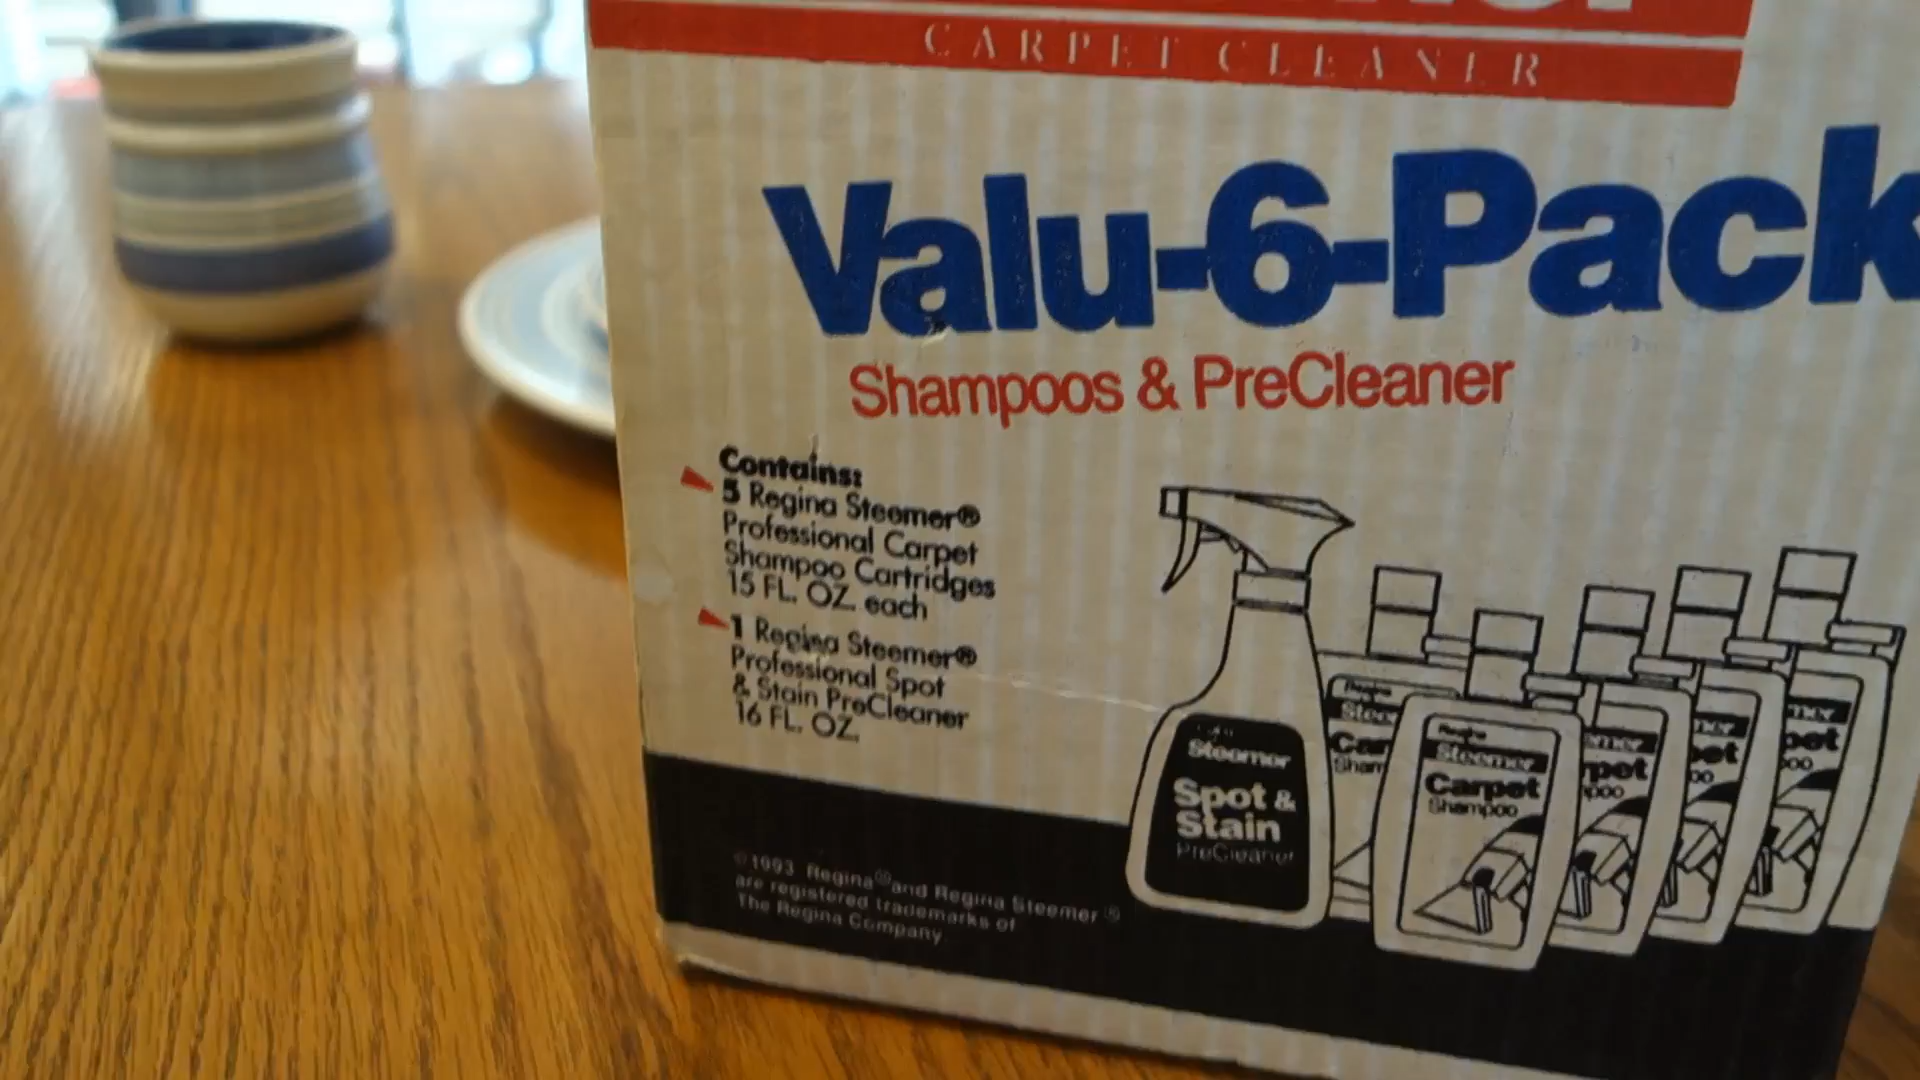 CARPET CLEANER
Valu-6-Pack
Shampoos & PreCleaner
Contains:
5 Regina Steemer®
Professional Carpet
Shampoo Cartridges
15 FL. OZ. each
1 Regina Steemer®
Professional Spot
& Stain PreCleaner
16 FL. OZ.
Steemer
Spot &
Stain
PreCleaner
Regina
Steemer
Carpet
Shampoo
©1993 Regina® and Regina Steemer®
are registered trademarks of
The Regina Company